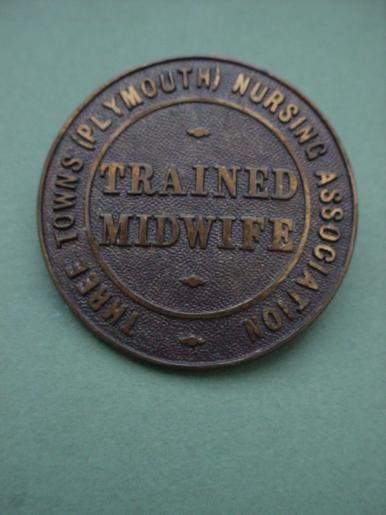 THREE TOWNS (PLYMOUTH) NURSING ASSOCIATION
TRAINED
MIDWIFE